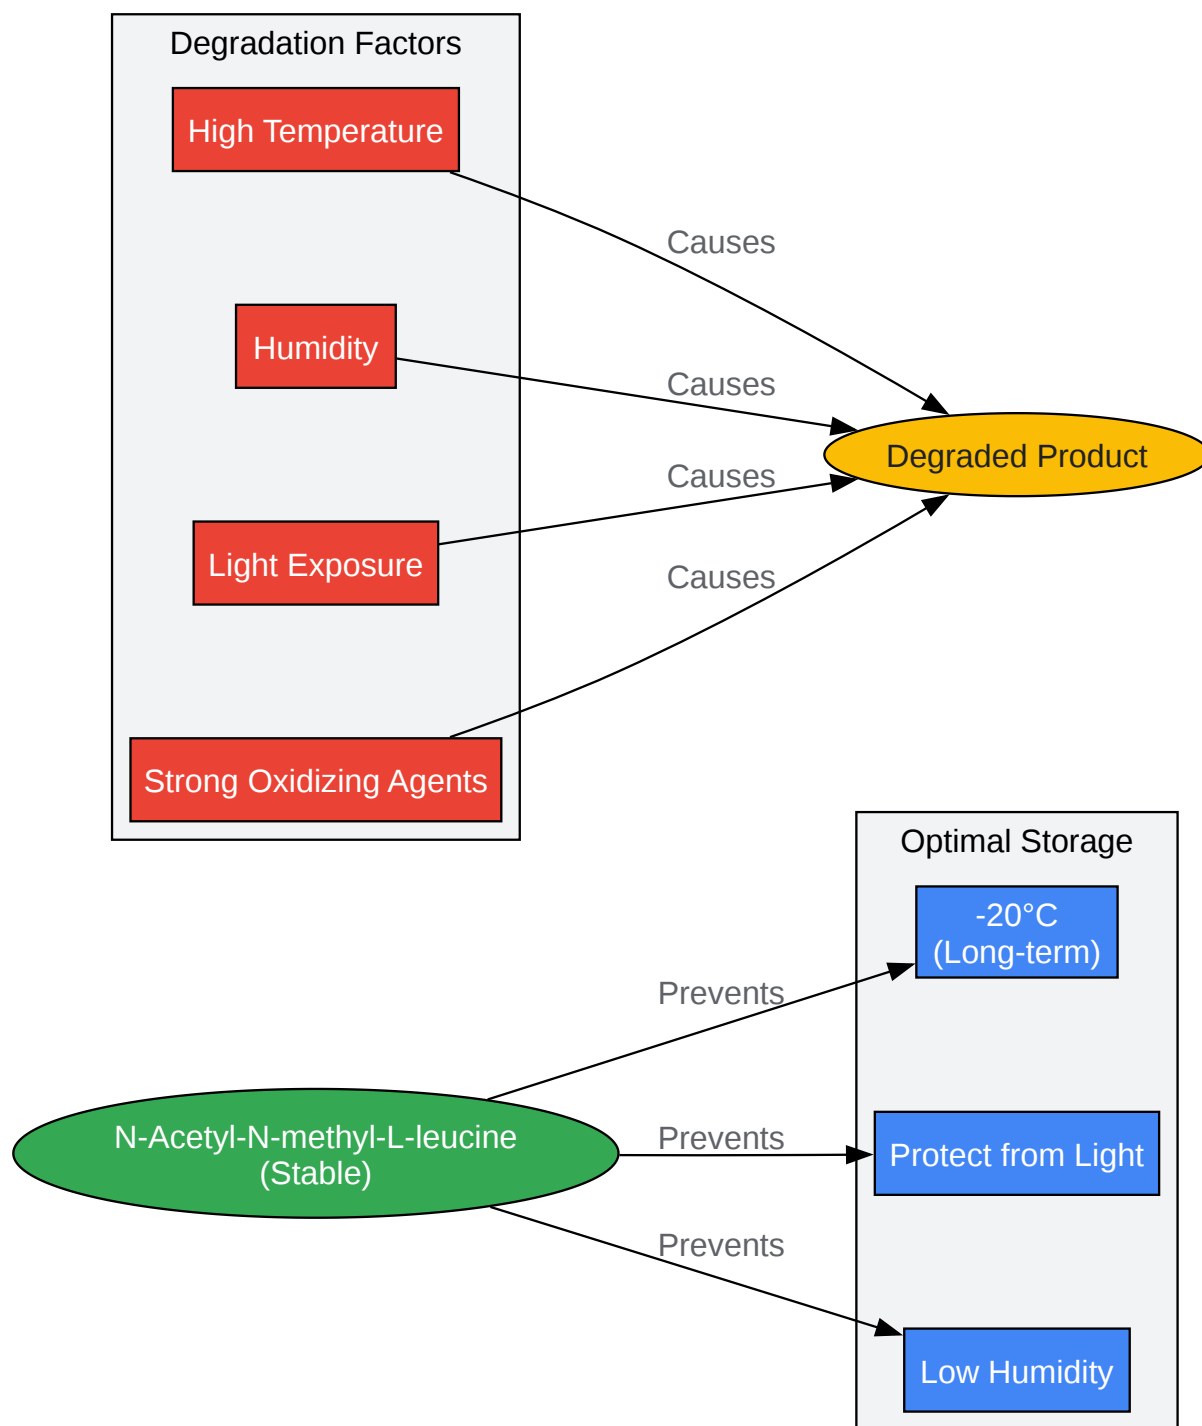 Degradation Factors
High Temperature
Causes
Humidity
Causes
Degraded Product
Causes
Light Exposure
Causes
Strong Oxidizing Agents
Optimal Storage
-20°C
(Long-term)
Prevents
N-Acetyl-N-methyl-L-leucine
(Stable)
Prevents
Protect from Light
Prevents
Low Humidity